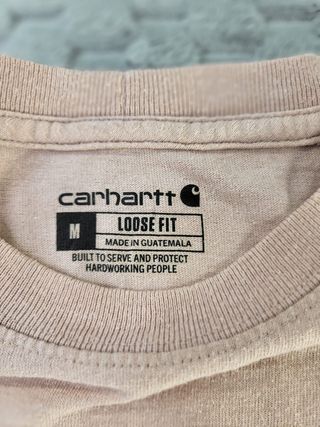 carhartt
M LOOSE FIT
MADE IN GUATEMALA
BUILT TO SERVE AND PROTECT
HARDWORKING PEOPLE